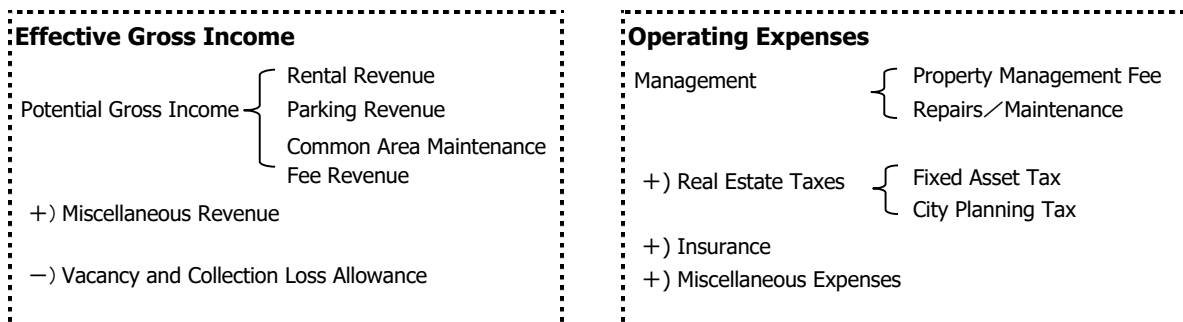 Effective Gross Income
Rental Revenue
Potential Gross Income
Parking Revenue
Common Area Maintenance
Fee Revenue
＋) Miscellaneous Revenue
－) Vacancy and Collection Loss Allowance
Operating Expenses
Management
Property Management Fee
Repairs／Maintenance
＋) Real Estate Taxes
Fixed Asset Tax
City Planning Tax
＋) Insurance
＋) Miscellaneous Expenses